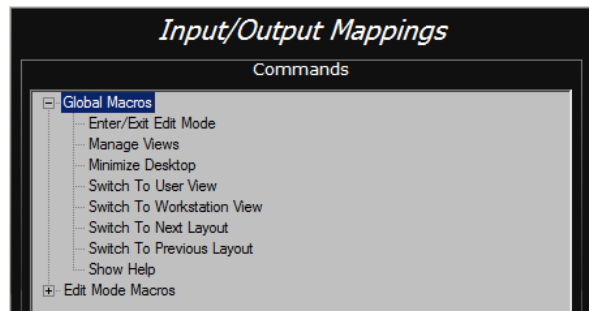 Input/Output Mappings
Commands
Global Macros
Enter/Exit Edit Mode
Manage Views
Minimize Desktop
Switch To User View
Switch To Workstation View
Switch To Next Layout
Switch To Previous Layout
Show Help
Edit Mode Macros